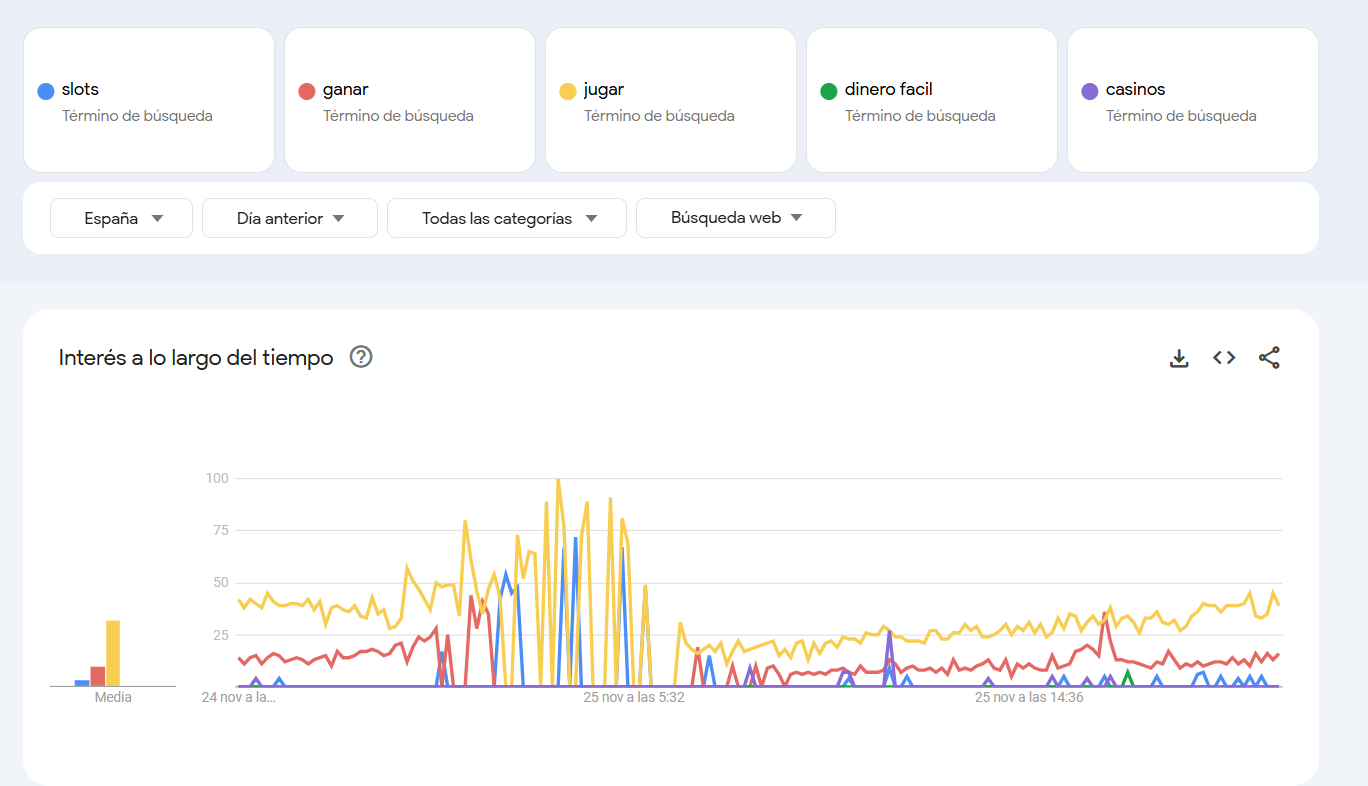 slots
Término de búsqueda
ganar
Término de búsqueda
jugar
Término de búsqueda
dinero facil
Término de búsqueda
casinos
Término de búsqueda
España
Día anterior
Todas las categorías
Búsqueda web
Interés a lo largo del tiempo
?
100
75
50
25
Media
24 nov a la...
25 nov a las 5:32
25 nov a las 14:36